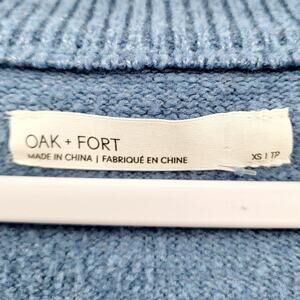 OAK + FORT
MADE IN CHINA | FABRIQUÉ EN CHINE
XS | TP